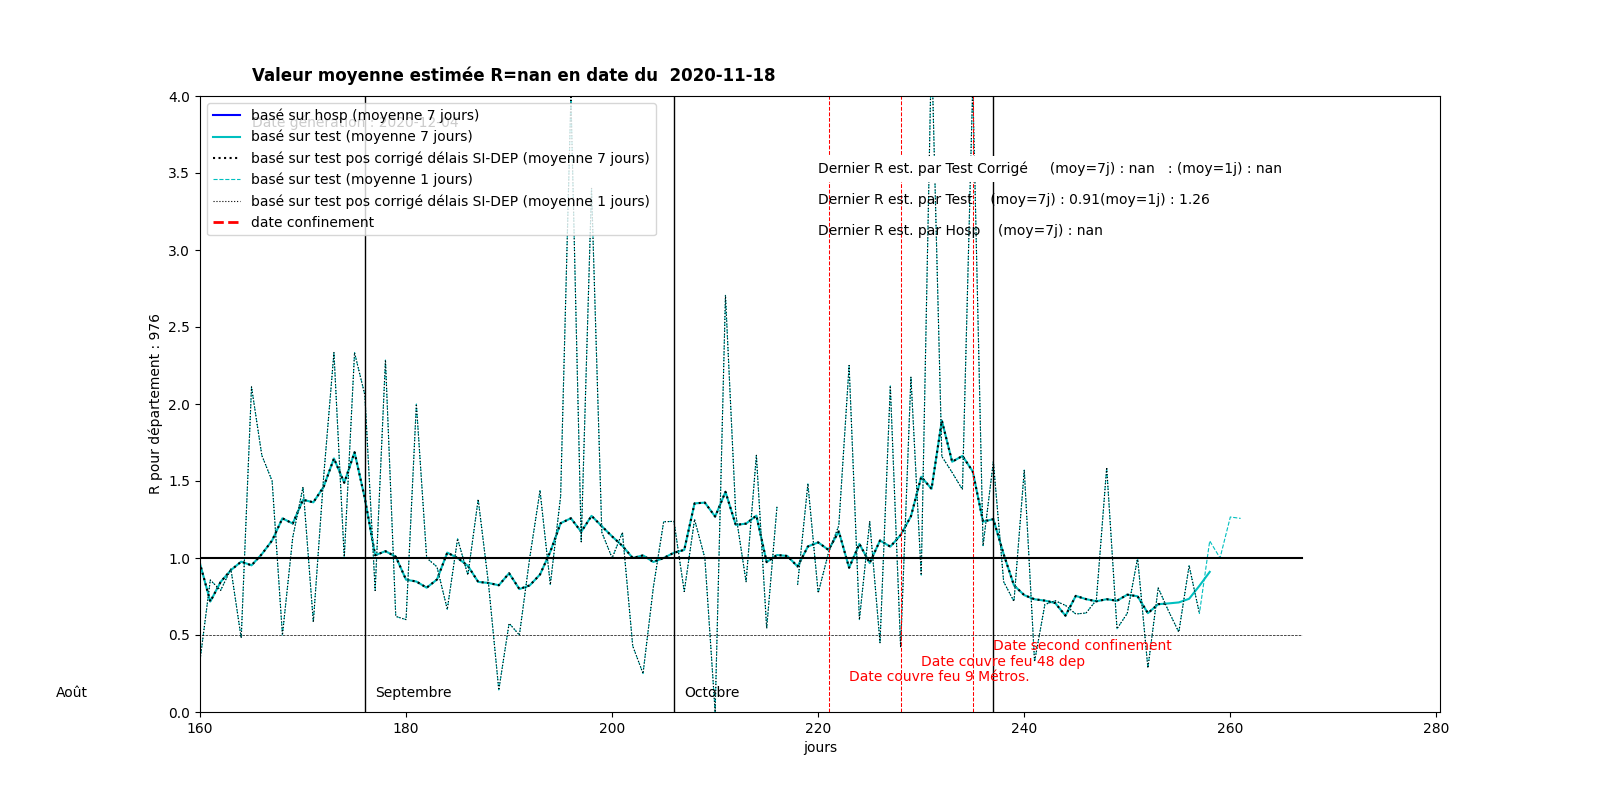 Valeur moyenne estimée R=nan en date du  2020-11-18
Date génération : 2020-12-04
basé sur hosp (moyenne 7 jours)
basé sur test (moyenne 7 jours)
basé sur test pos corrigé délais SI-DEP (moyenne 7 jours)
basé sur test (moyenne 1 jours)
basé sur test pos corrigé délais SI-DEP (moyenne 1 jours)
date confinement
Dernier R est. par Test Corrigé (moy=7j) : nan : (moy=1j) : nan
Dernier R est. par Test (moy=7j) : 0.91(moy=1j) : 1.26
Dernier R est. par Hosp (moy=7j) : nan
R pour département : 976
4.0
3.5
3.0
2.5
2.0
1.5
1.0
0.5
0.0
Date second confinement
Date couvre feu 48 dep
Date couvre feu 9 Métros.
Août
Septembre
Octobre
160 180 200 220 240 260 280
jours